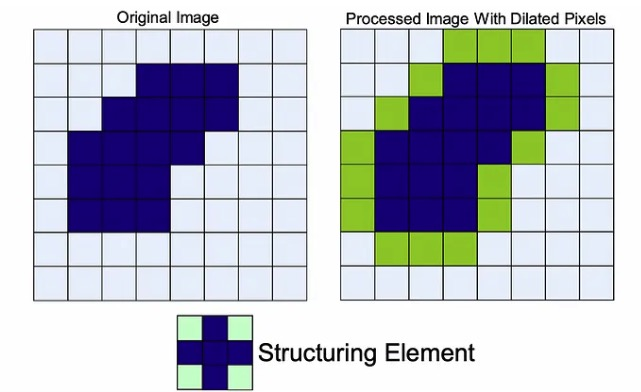 Original Image
Processed Image With Dilated Pixels
Structuring Element